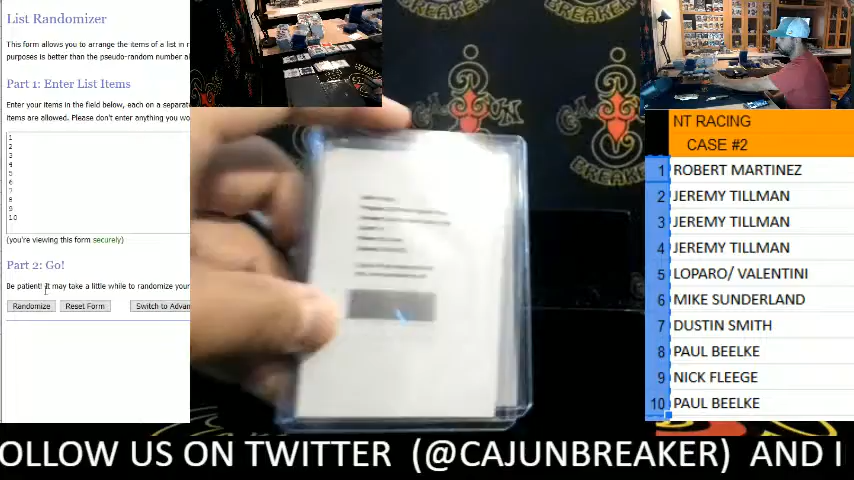 List Randomizer
This form allows you to arrange the items of a list in r
purposes is better than the pseudo-random number a
Part 1: Enter List Items
Enter your items in the field below, each on a separat
items are allowed. Please don't enter anything you wo
1
2
3
4
5
6
7
8
9
10
(you're viewing this form securely)
Part 2: Go!
Be patient! It may take a little while to randomize your
Randomize Reset Form Switch to Advan
BREAKER
NT RACING
CASE #2
1 ROBERT MARTINEZ
2 JEREMY TILLMAN
3 JEREMY TILLMAN
4 JEREMY TILLMAN
5 LOPARO/ VALENTINI
6 MIKE SUNDERLAND
7 DUSTIN SMITH
8 PAUL BEELKE
9 NICK FLEEGE
10 PAUL BEELKE
OLLOW US ON TWITTER (@CAJUNBREAKER) AND I